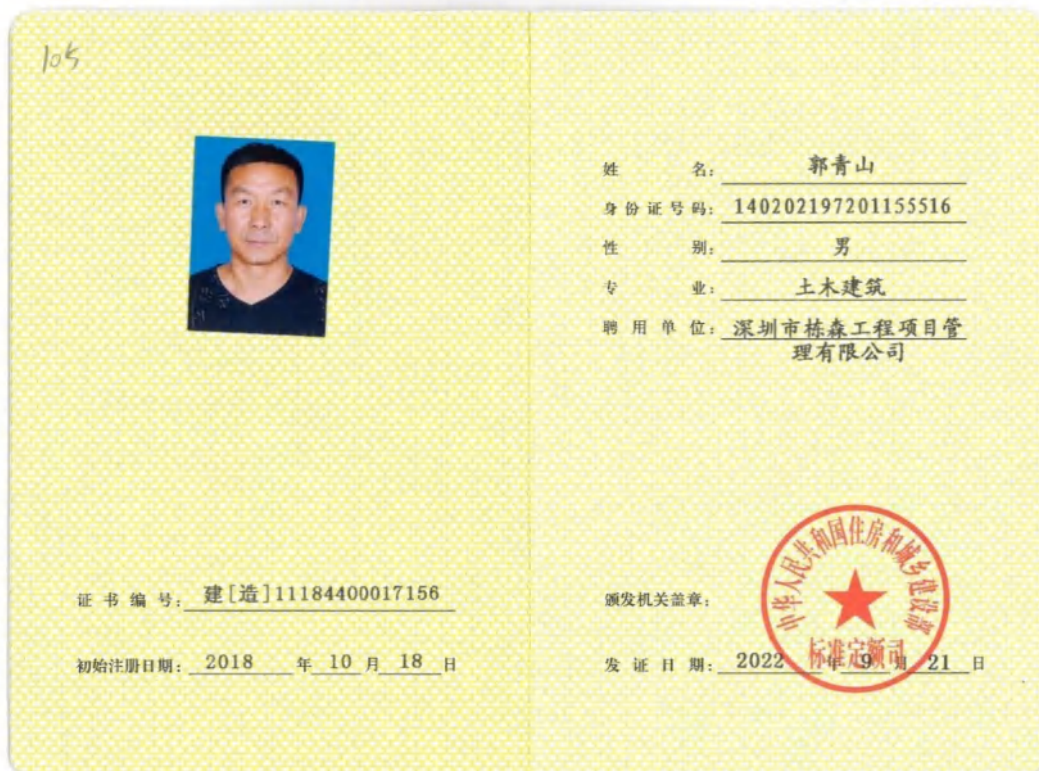 105
姓 名: 郭青山
身份证号码: 140202197201155516
性 别: 男
专 业: 土木建筑
聘用单位: 深圳市栋森工程项目管
理有限公司
证书编号: 建[造]11184400017156
初始注册日期: 2018 年 10 月 18 日
颁发机关盖章:
中华人民共和国住房和城乡建设部
标准定额司
发证日期: 2022 年 9 月 21 日